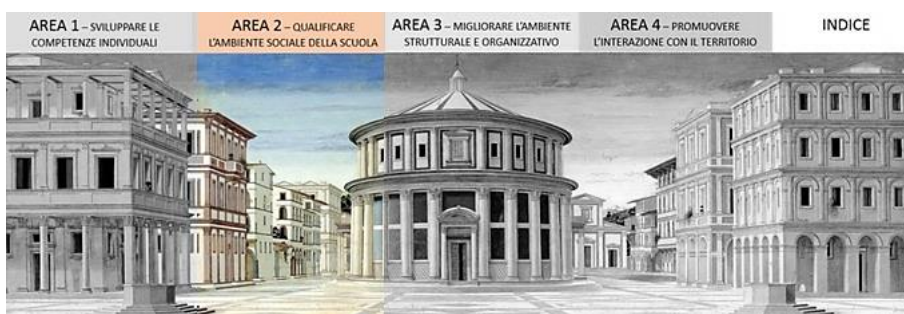 AREA 1 – SVILUPPARE LE
COMPETENZE INDIVIDUALI
AREA 2 – QUALIFICARE
L'AMBIENTE SOCIALE DELLA SCUOLA
AREA 3 – MIGLIORARE L'AMBIENTE
STRUTTURALE E ORGANIZZATIVO
AREA 4 – PROMUOVERE
L'INTERAZIONE CON IL TERRITORIO
INDICE